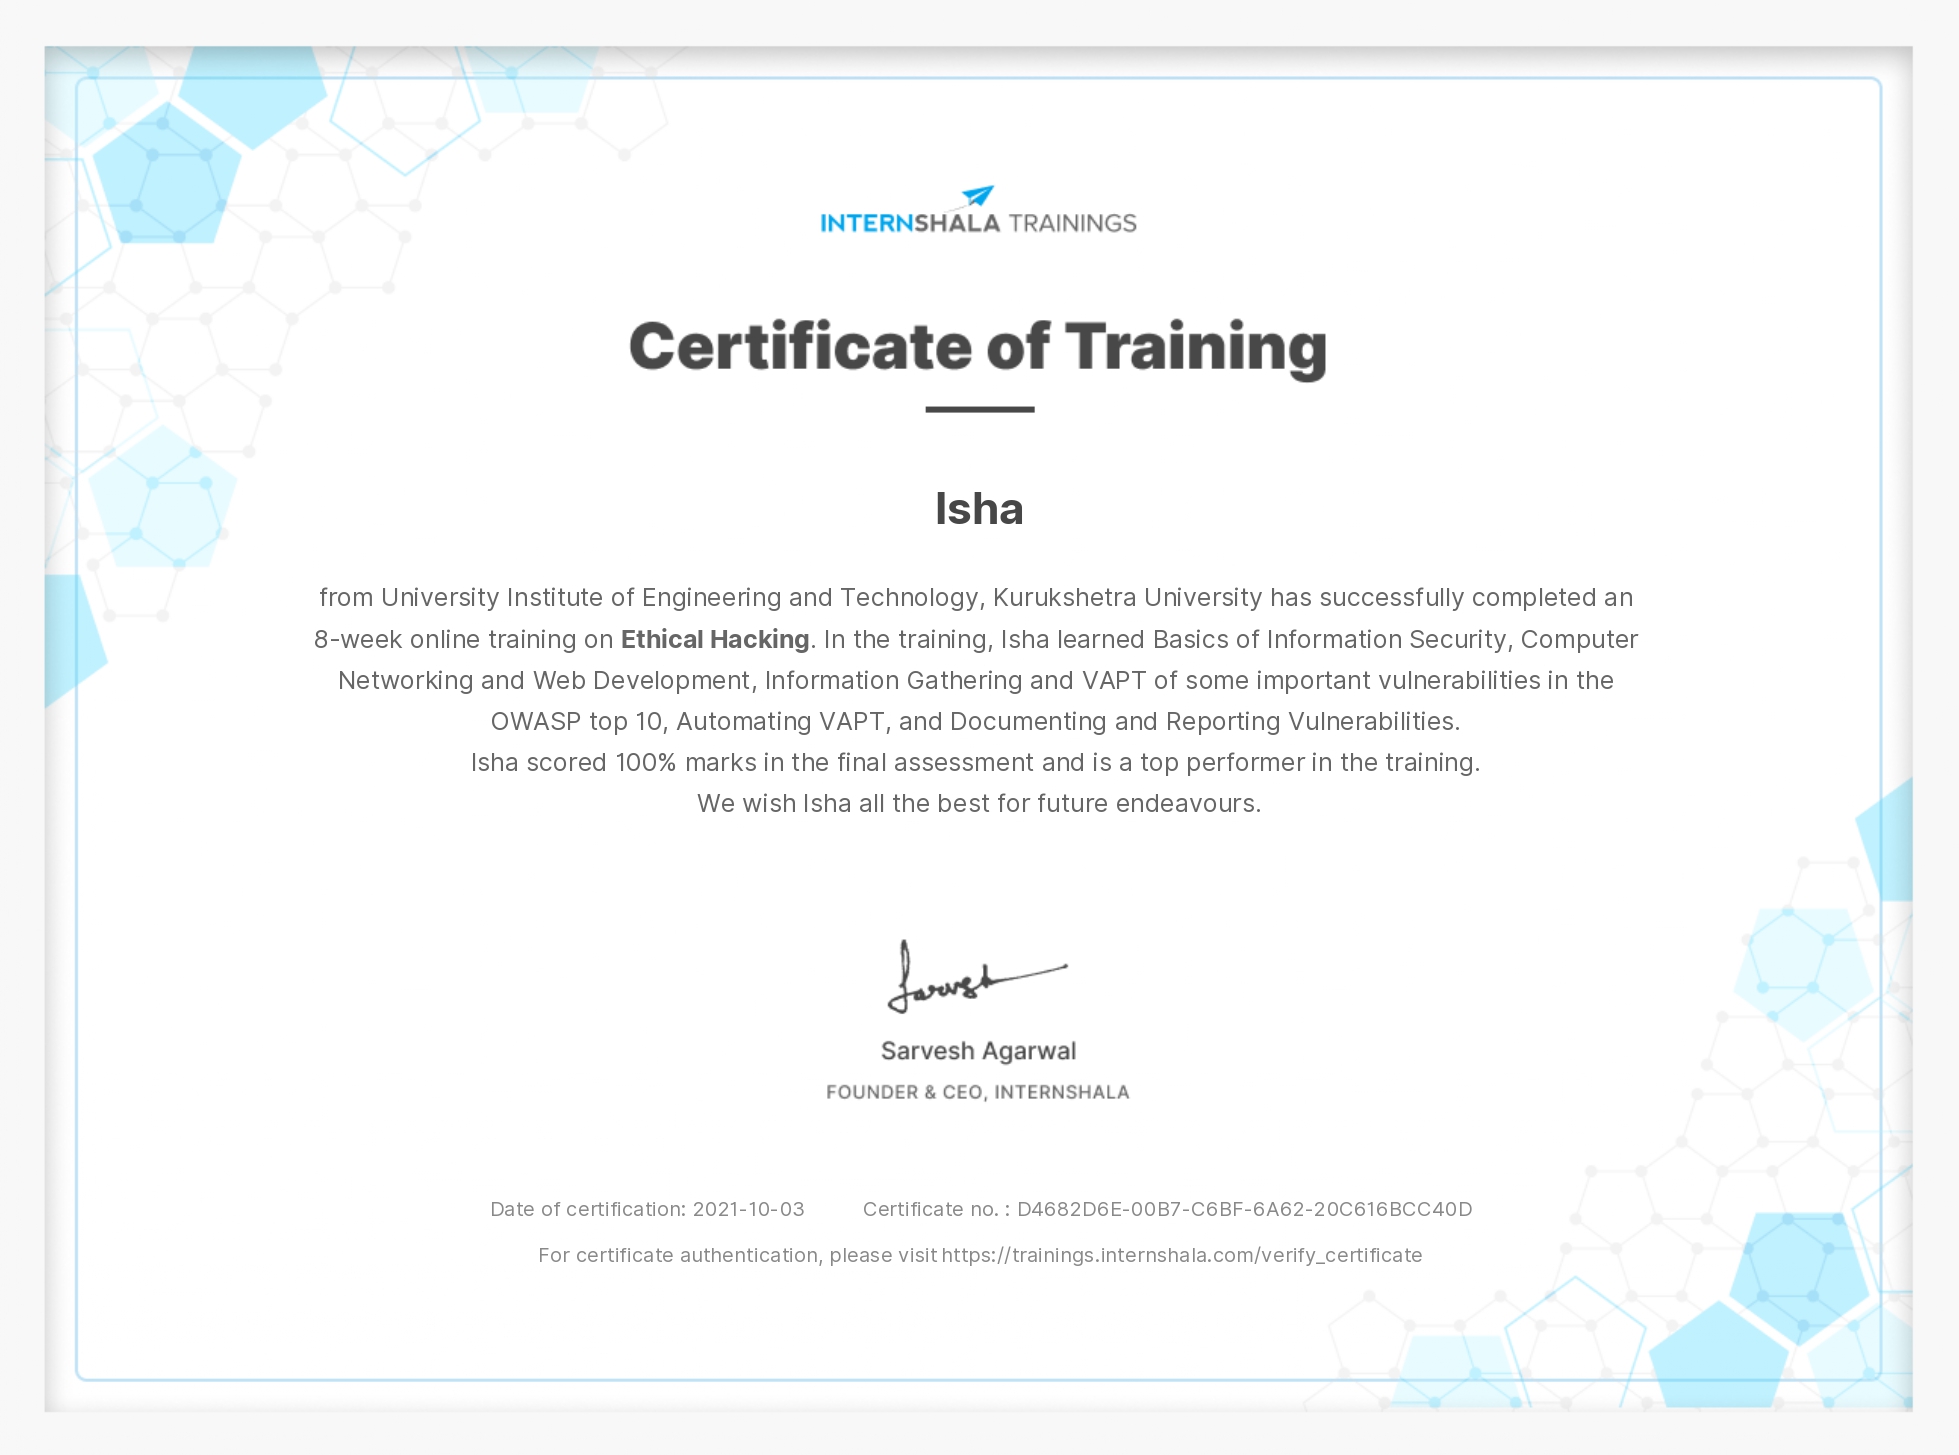 INTERNSHALA TRAININGS
Certificate of Training
Isha
from University Institute of Engineering and Technology, Kurukshetra University has successfully completed an
8-week online training on Ethical Hacking. In the training, Isha learned Basics of Information Security, Computer
Networking and Web Development, Information Gathering and VAPT of some important vulnerabilities in the
OWASP top 10, Automating VAPT, and Documenting and Reporting Vulnerabilities.
Isha scored 100% marks in the final assessment and is a top performer in the training.
We wish Isha all the best for future endeavours.
Sarvesh
Sarvesh Agarwal
FOUNDER & CEO, INTERNSHALA
Date of certification: 2021-10-03 Certificate no. : D4682D6E-00B7-C6BF-6A62-20C616BCC40D
For certificate authentication, please visit https://trainings.internshala.com/verify_certificate